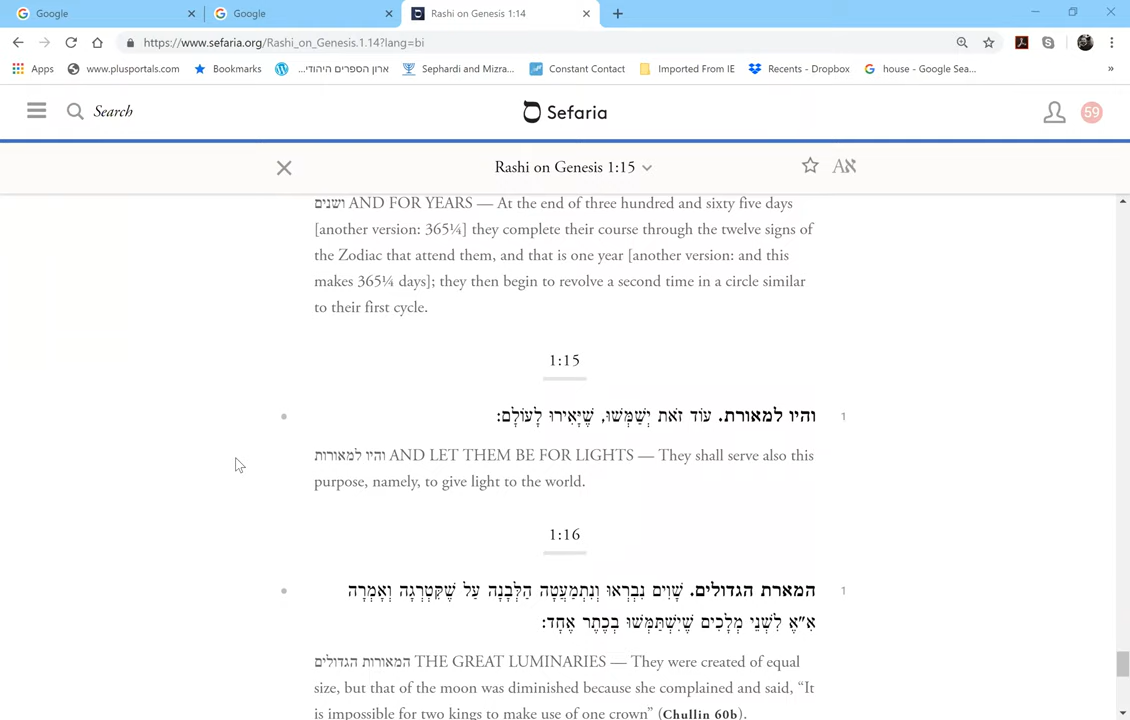 Google
Google
Rashi on Genesis 1:14
https://www.sefaria.org/Rashi_on_Genesis.1.14?lang=bi
Apps
www.plusportals.com
Bookmarks
ארון הספרים היהודי...
Sephardi and Mizra...
Constant Contact
Imported From IE
Recents - Dropbox
house - Google Sea...
»
Search
Sefaria
59
Rashi on Genesis 1:15
Aא
ושנים AND FOR YEARS — At the end of three hundred and sixty five days
[another version: 365¼] they complete their course through the twelve signs of
the Zodiac that attend them, and that is one year [another version: and this
makes 365¼ days]; they then begin to revolve a second time in a circle similar
to their first cycle.
1:15
והיו למאורת. עוֹד זֹאת יְשַׁמְּשׁוּ, שֶׁיָּאִירוּ לָעוֹלָם:
1
והיו למאורות AND LET THEM BE FOR LIGHTS — They shall serve also this
purpose, namely, to give light to the world.
1:16
המארת הגדולים. שָׁוִים נִבְרְאוּ וְנִתְמַעֲטָה הַלְּבָנָה עַל שֶׁקִּטְרְגָה וְאָמְרָה
1
אִ"אֶ לִשְׁנֵי מְלָכִים שֶׁיִּשְׁתַּמְּשׁוּ בְּכֶתֶר אֶחָד:
המאורות הגדולים THE GREAT LUMINARIES — They were created of equal
size, but that of the moon was diminished because she complained and said, “It
is impossible for two kings to make use of one crown” (Chullin 60b).